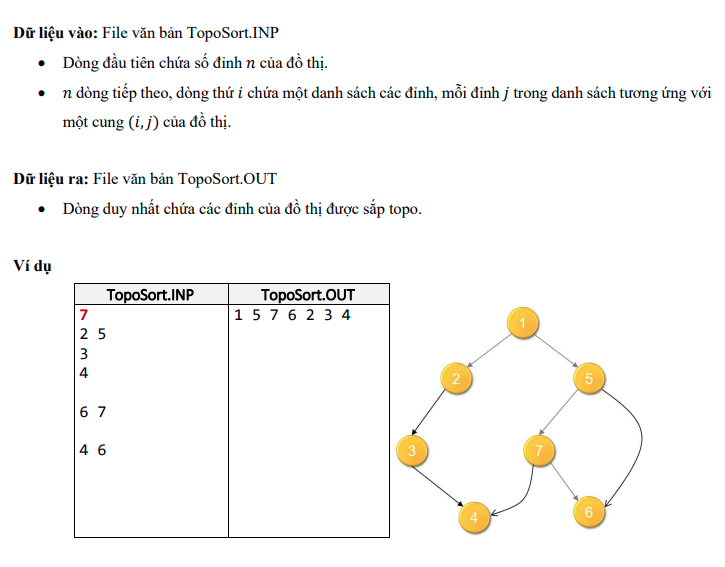 Dữ liệu vào: File văn bản TopoSort.INP
• Dòng đầu tiên chứa số đỉnh n của đồ thị.
• n dòng tiếp theo, dòng thứ i chứa một danh sách các đỉnh, mỗi đỉnh j trong danh sách tương ứng với
một cung (i, j) của đồ thị.
Dữ liệu ra: File văn bản TopoSort.OUT
• Dòng duy nhất chứa các đỉnh của đồ thị được sắp topo.
Ví dụ
TopoSort.INP TopoSort.OUT
7 1 5 7 6 2 3 4
2 5
3
4
6 7
4 6
1
2 5
3 7
4 6